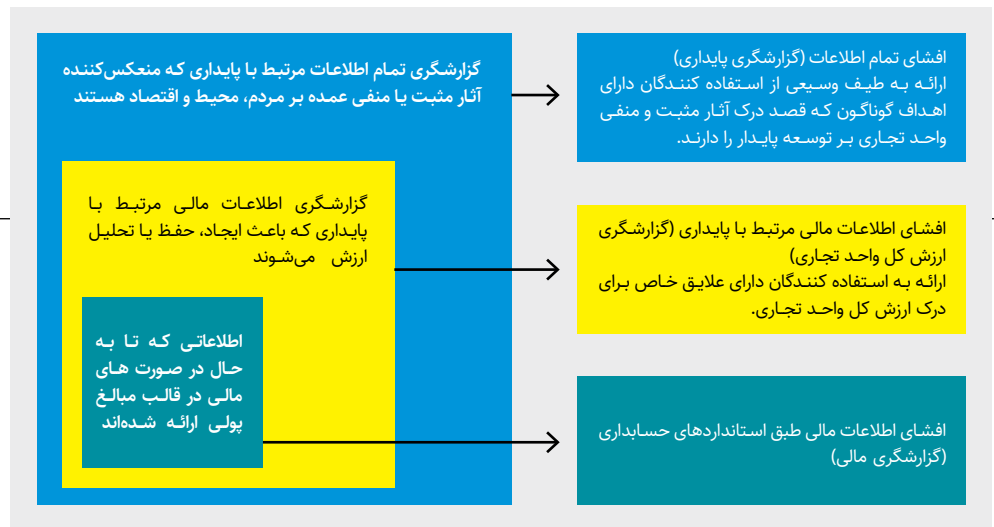 گزارشگری تمام اطلاعات مرتبط با پایداری که منعکس‌کننده
آثار مثبت یا منفی عمده بر مردم، محیط و اقتصاد هستند
افشای تمام اطلاعات (گزارشگری پایداری)
ارائه به طیف وسیعی از استفاده کنندگان دارای
اهداف گوناگون که قصد درک آثار مثبت و منفی
واحد تجاری بر توسعه پایدار را دارند.
گزارشگری اطلاعات مالی مرتبط با
پایداری که باعث ایجاد، حفظ یا تحلیل
ارزش می‌شوند
افشای اطلاعات مالی مرتبط با پایداری (گزارشگری
ارزش کل واحد تجاری)
ارائه به استفاده کنندگان دارای علایق خاص برای
درک ارزش کل واحد تجاری.
اطلاعاتی که تا به
حال در صورت های
مالی در قالب مبالغ
پولی ارائه شده‌اند
افشای اطلاعات مالی طبق استانداردهای حسابداری
(گزارشگری مالی)